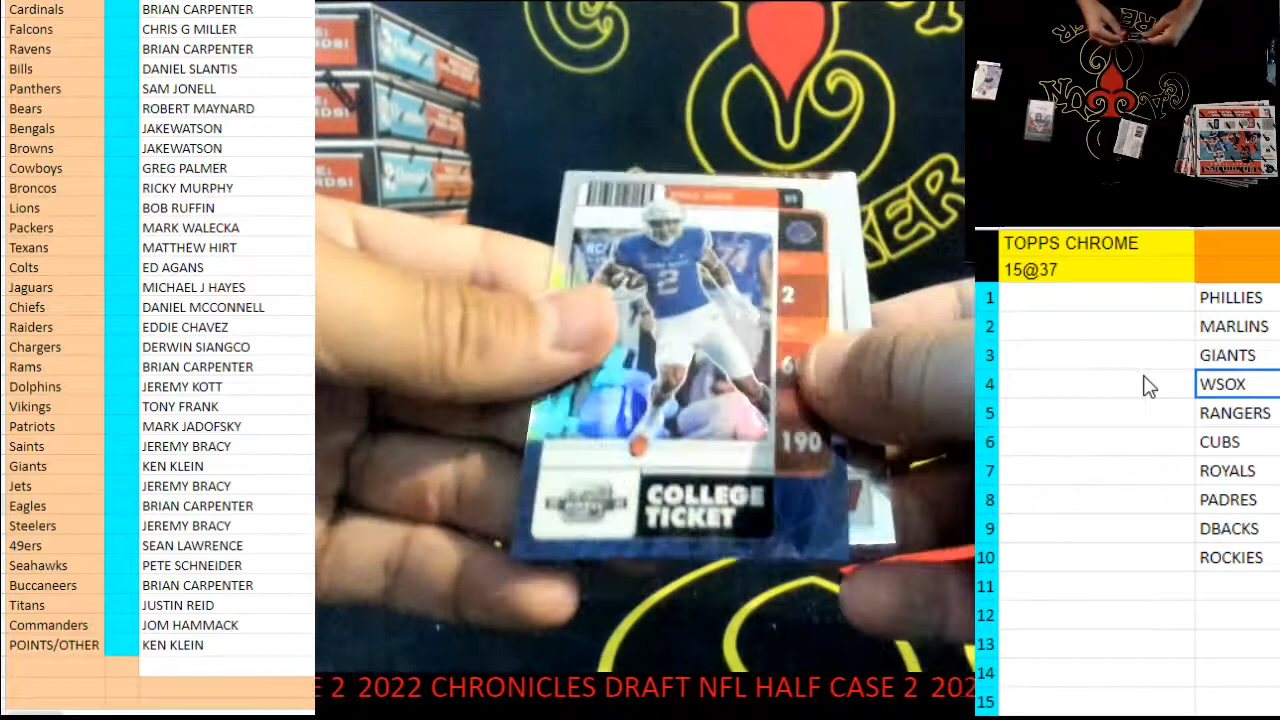 Cardinals BRIAN CARPENTER
Falcons CHRIS G MILLER
Ravens BRIAN CARPENTER
Bills DANIEL SLANTIS
Panthers SAM JONELL
Bears ROBERT MAYNARD
Bengals JAKEWATSON
Browns JAKEWATSON
Cowboys GREG PALMER
Broncos RICKY MURPHY
Lions BOB RUFFIN
Packers MARK WALECKA
Texans MATTHEW HIRT
Colts ED AGANS
Jaguars MICHAEL J HAYES
Chiefs DANIEL MCCONNELL
Raiders EDDIE CHAVEZ
Chargers DERWIN SIANGCO
Rams BRIAN CARPENTER
Dolphins JEREMY KOTT
Vikings TONY FRANK
Patriots MARK JADOFSKY
Saints JEREMY BRACY
Giants KEN KLEIN
Jets JEREMY BRACY
Eagles BRIAN CARPENTER
Steelers JEREMY BRACY
49ers SEAN LAWRENCE
Seahawks PETE SCHNEIDER
Buccaneers BRIAN CARPENTER
Titans JUSTIN REID
Commanders JOM HAMMACK
POINTS/OTHER KEN KLEIN
2
2
190
COLLEGE
TICKET
E 2 2022 CHRONICLES DRAFT NFL HALF CASE 2 202
TOPPS CHROME
15@37
1 PHILLIES
2 MARLINS
3 GIANTS
4 WSOX
5 RANGERS
6 CUBS
7 ROYALS
8 PADRES
9 DBACKS
10 ROCKIES
11
12
13
14
15